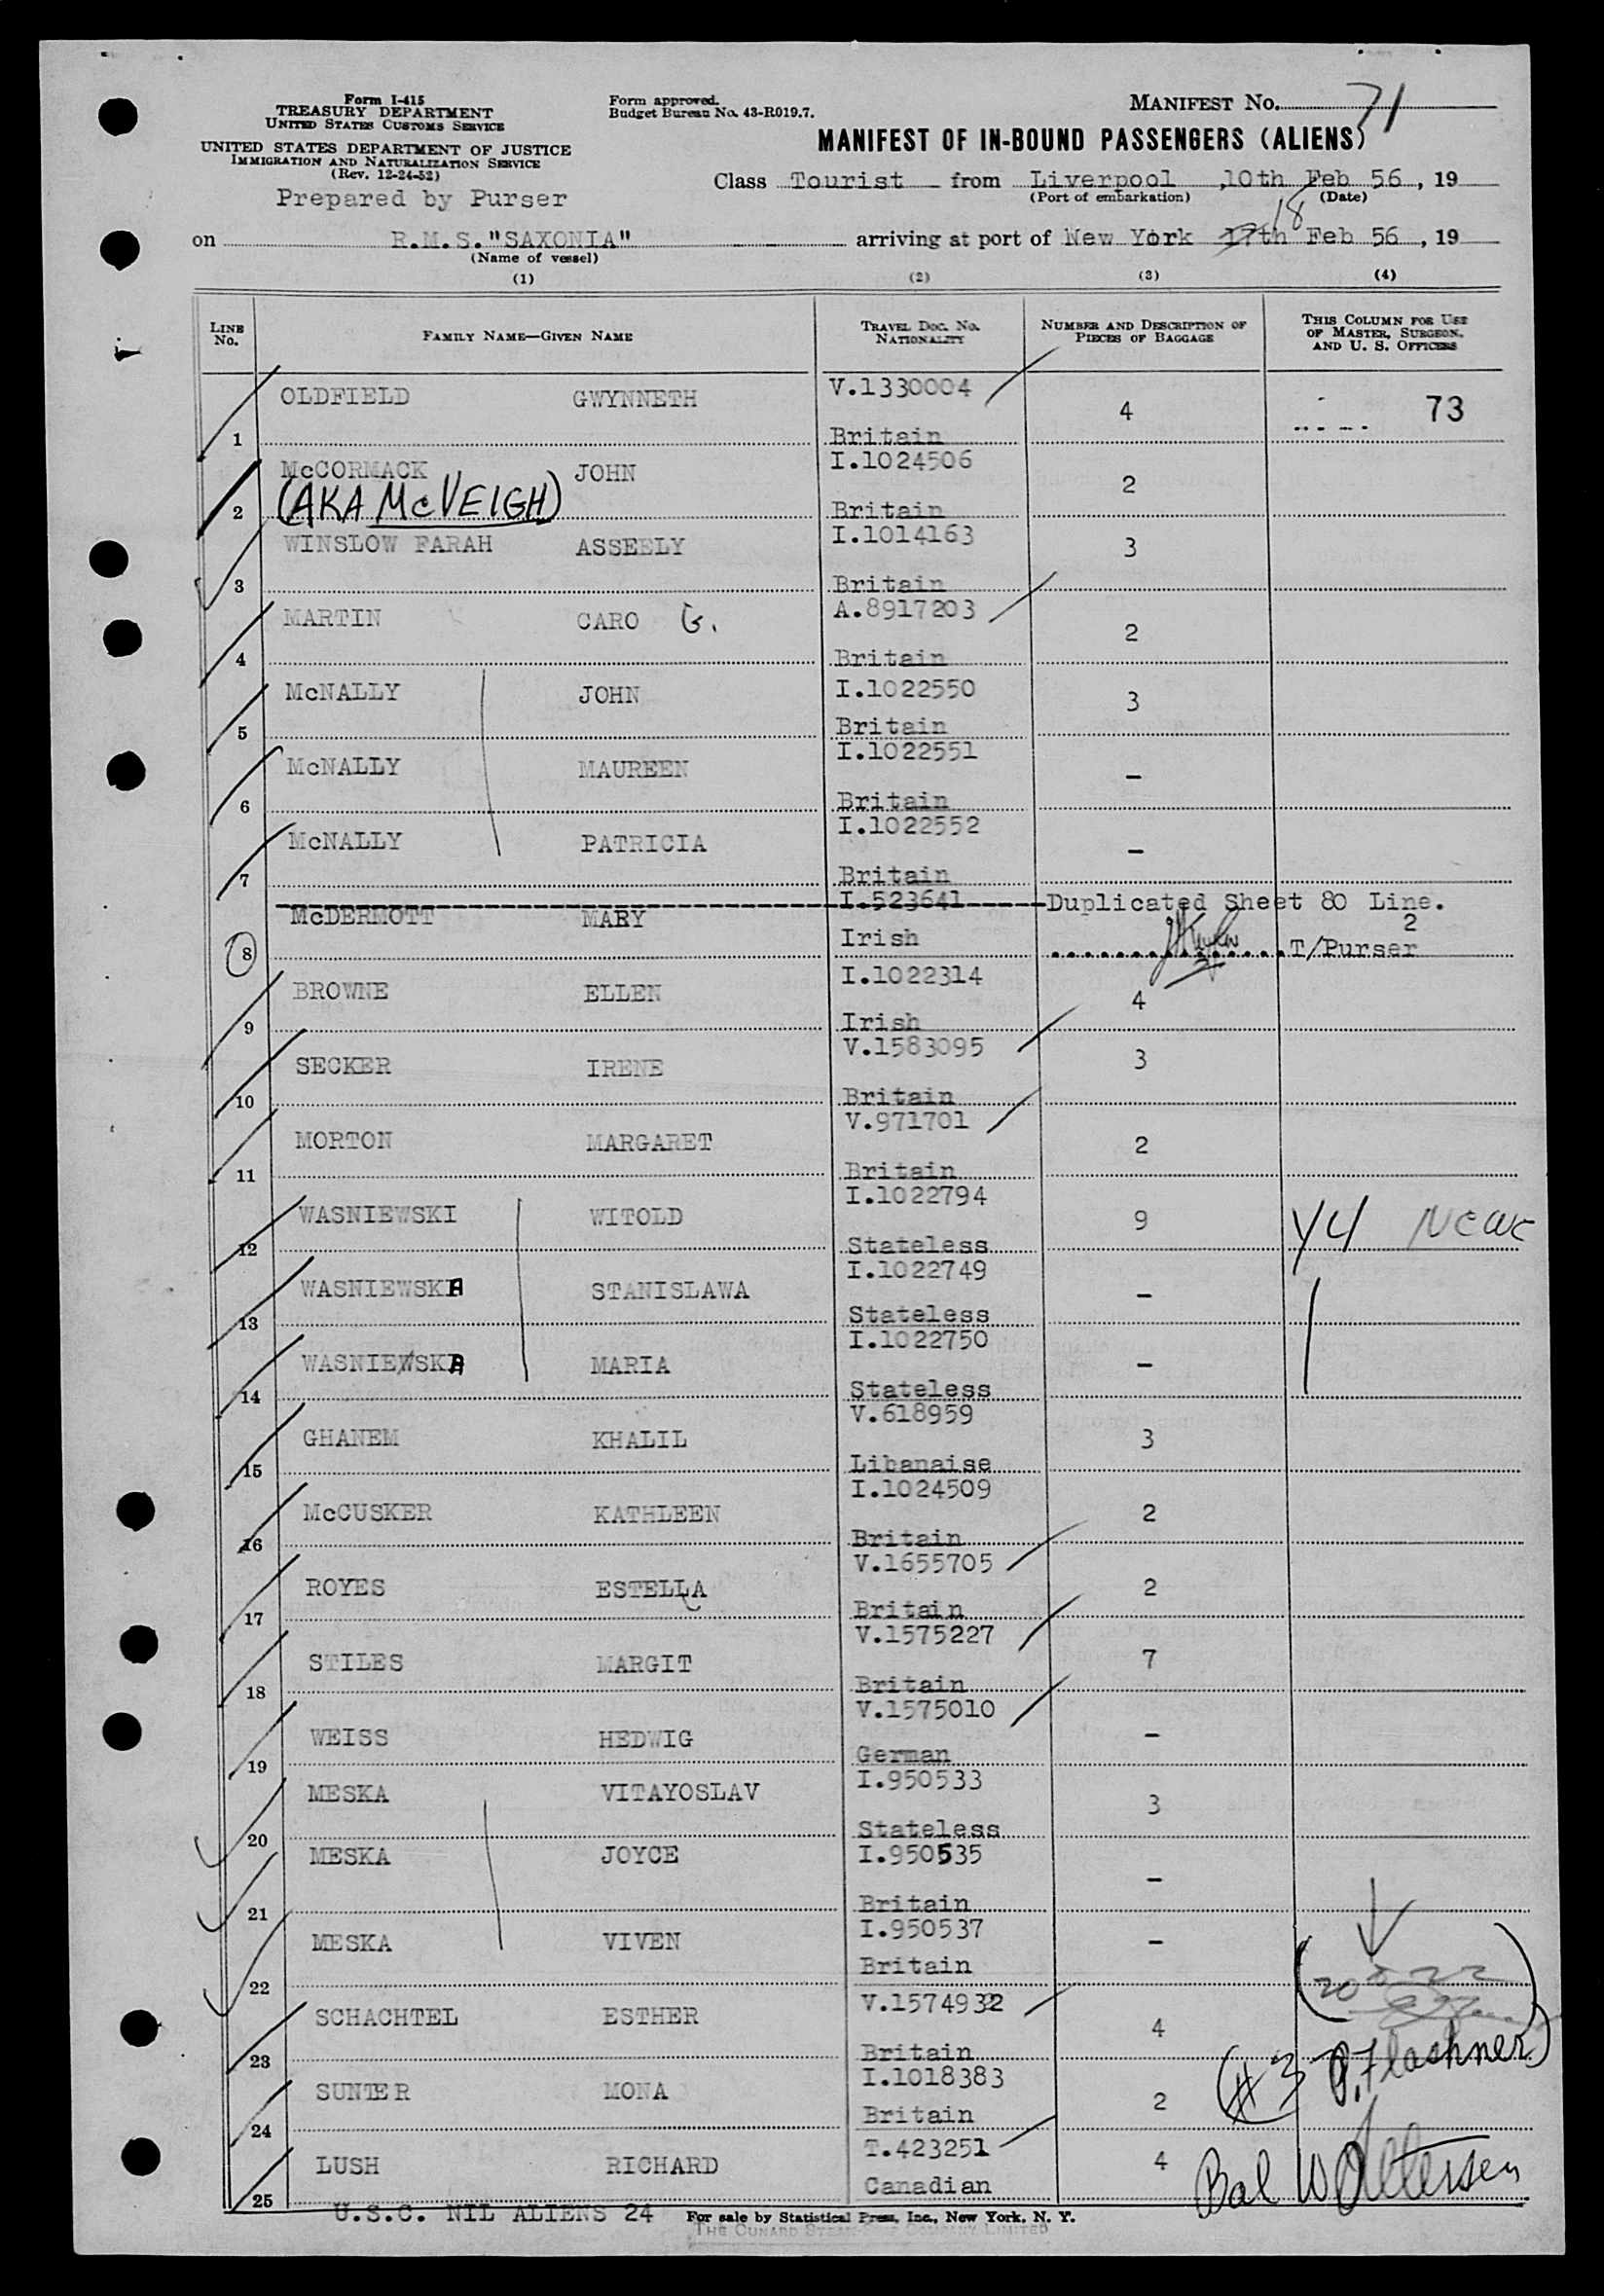 Form I-415
TREASURY DEPARTMENT
UNITED STATES CUSTOMS SERVICE
UNITED STATES DEPARTMENT OF JUSTICE
IMMIGRATION AND NATURALIZATION SERVICE
(Rev. 12-24-52)
Prepared by Purser
Form approved.
Budget Bureau No. 43-R019.7.
MANIFEST No. 71
MANIFEST OF IN-BOUND PASSENGERS (ALIENS)
Class Tourist from Liverpool , 10th Feb 56 , 19
(Port of embarkation) (Date)
on R.M.S. "SAXONIA" arriving at port of New York 17th 18 Feb 56 , 19
(Name of vessel)
(1) (2) (3) (4)
LINE No. FAMILY NAME—GIVEN NAME TRAVEL DOC. No. NATIONALITY NUMBER AND DESCRIPTION OF PIECES OF BAGGAGE THIS COLUMN FOR USE OF MASTER, SURGEON, AND U. S. OFFICERS
1 OLDFIELD GWYNNETH V.1330004 Britain 4 73
2 McCORMACK JOHN I.1024506 Britain 2
(AKA McVEIGH)
3 WINSLOW FARAH ASSEELY I.1014163 Britain 3
4 MARTIN CARO G. A.8917203 Britain 2
5 McNALLY JOHN I.1022550 Britain 3
6 McNALLY MAUREEN I.1022551 Britain -
7 McNALLY PATRICIA I.1022552 Britain -
8 McDERMOTT MARY I.523641 Irish Duplicated Sheet 80 Line. 2
T/Purser
9 BROWNE ELLEN I.1022314 Irish 4
10 SECKER IRENE V.1583095 Britain 3
11 MORTON MARGARET V.971701 Britain 2
12 WASNIEWSKI WITOLD I.1022794 Stateless 9 Y4
13 WASNIEWSKA STANISLAWA I.1022749 Stateless -
14 WASNIEWSKA MARIA I.1022750 Stateless -
15 GHANEM KHALIL V.618959 Libanaise 3
16 McCUSKER KATHLEEN I.1024509 Britain 2
17 ROYES ESTELLA V.1655705 Britain 2
18 STILES MARGIT V.1575227 Britain 7
19 WEISS HEDWIG V.1575010 German -
20 MESKA VITAYOSLAV I.950533 Stateless 3
21 MESKA JOYCE I.950535 Britain -
22 MESKA VIVEN I.950537 Britain -
23 SCHACHTEL ESTHER V.1574932 Britain 4
(#3 P. Flashner)
24 SUNTER MONA I.1018383 Britain 2
25 LUSH RICHARD T.423251 Canadian 4
Bal
U.S.C. NIL ALIENS 24
For sale by Statistical Press, Inc., New York, N. Y.
THE CUNARD STEAM-SHIP COMPANY LIMITED